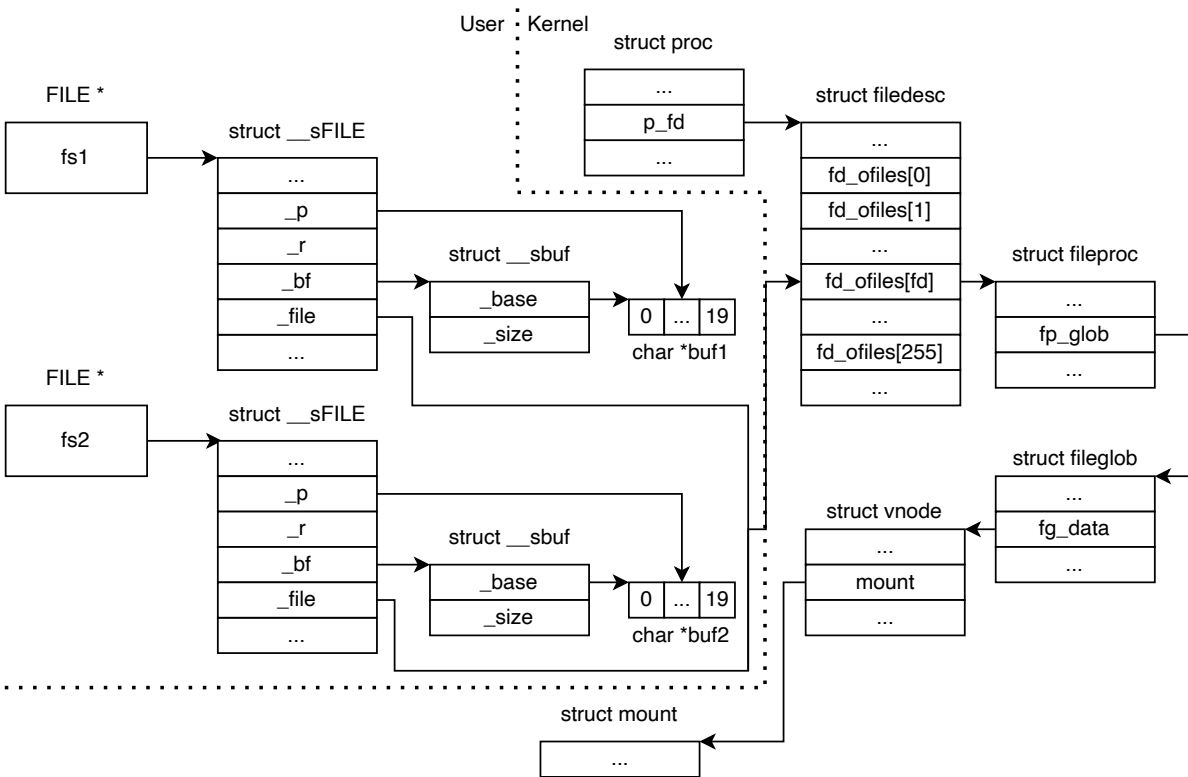 User
Kernel
struct proc
...
p_fd
...
struct filedesc
...
fd_ofiles[0]
fd_ofiles[1]
...
fd_ofiles[fd]
...
fd_ofiles[255]
...
FILE *
fs1
struct __sFILE
...
_p
_r
_bf
_file
...
struct __sbuf
_base
_size
0 ... 19
char *buf1
struct fileproc
...
fp_glob
...
FILE *
fs2
struct __sFILE
...
_p
_r
_bf
_file
...
struct __sbuf
_base
_size
0 ... 19
char *buf2
struct fileglob
...
fg_data
...
struct vnode
...
mount
...
struct mount
...